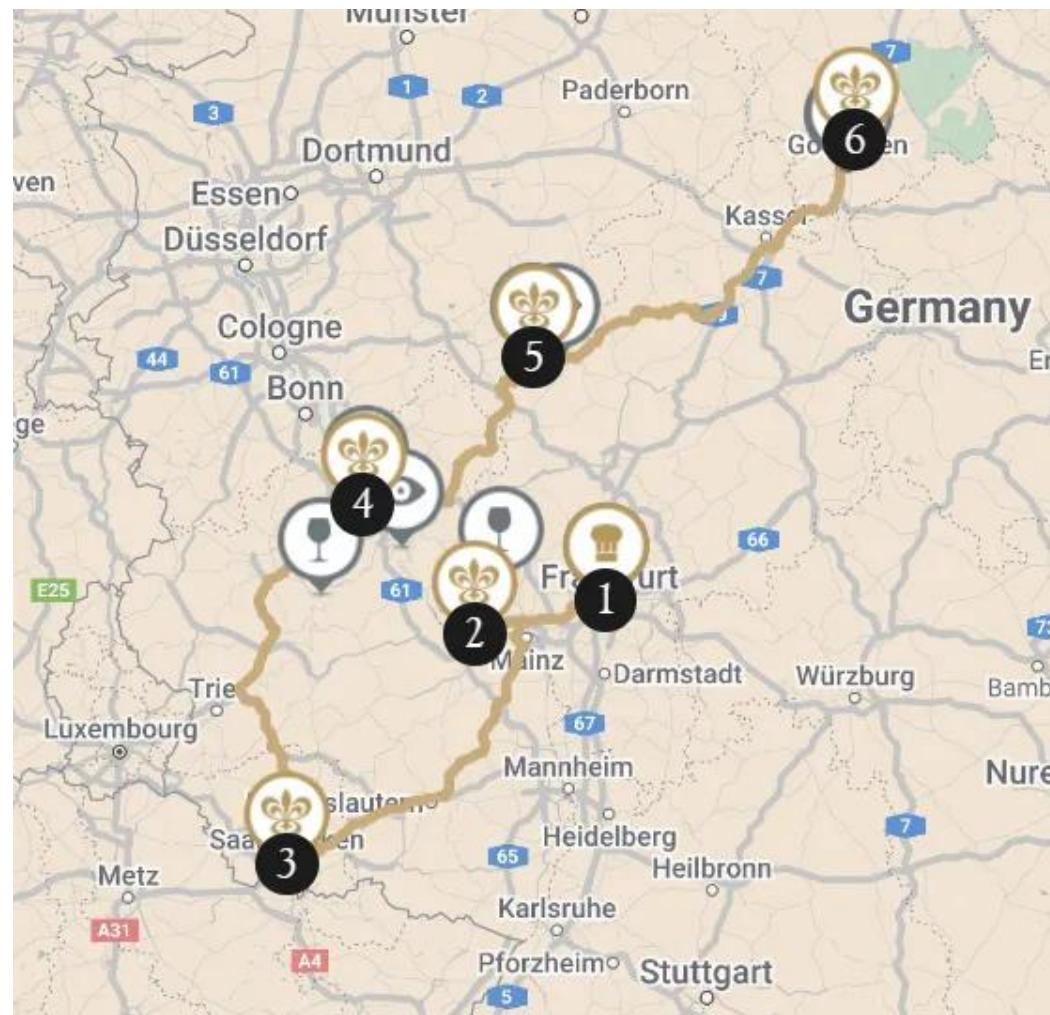 Münster
7
1
2
Paderborn
3
Dortmund
6
ven
Essen
Kassel
Düsseldorf
7
Germany
Cologne
5
44
61
Bonn
ge
4
66
E25
61
1
2
Mainz
Darmstadt
Würzburg
Luxembourg
67
Mannheim
3
Heidelberg
7
65
Heilbronn
Metz
Karlsruhe
A31
A4
Pforzheim
Stuttgart
5